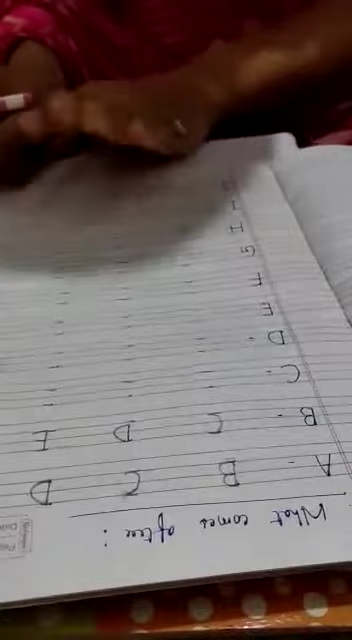 What comes after :
A - B C D
B - C D E
C -
D -
E
F
G
H
I